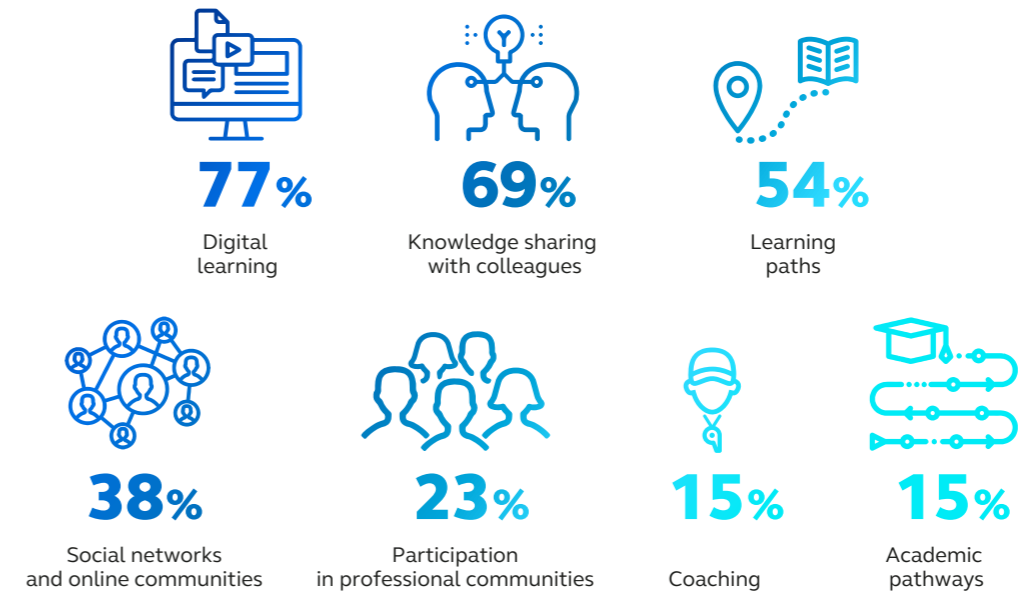 77%
69%
54%
Digital
learning
Knowledge sharing
with colleagues
Learning
paths
38%
23%
15%
15%
Social networks
and online communities
Participation
in professional communities
Coaching
Academic
pathways